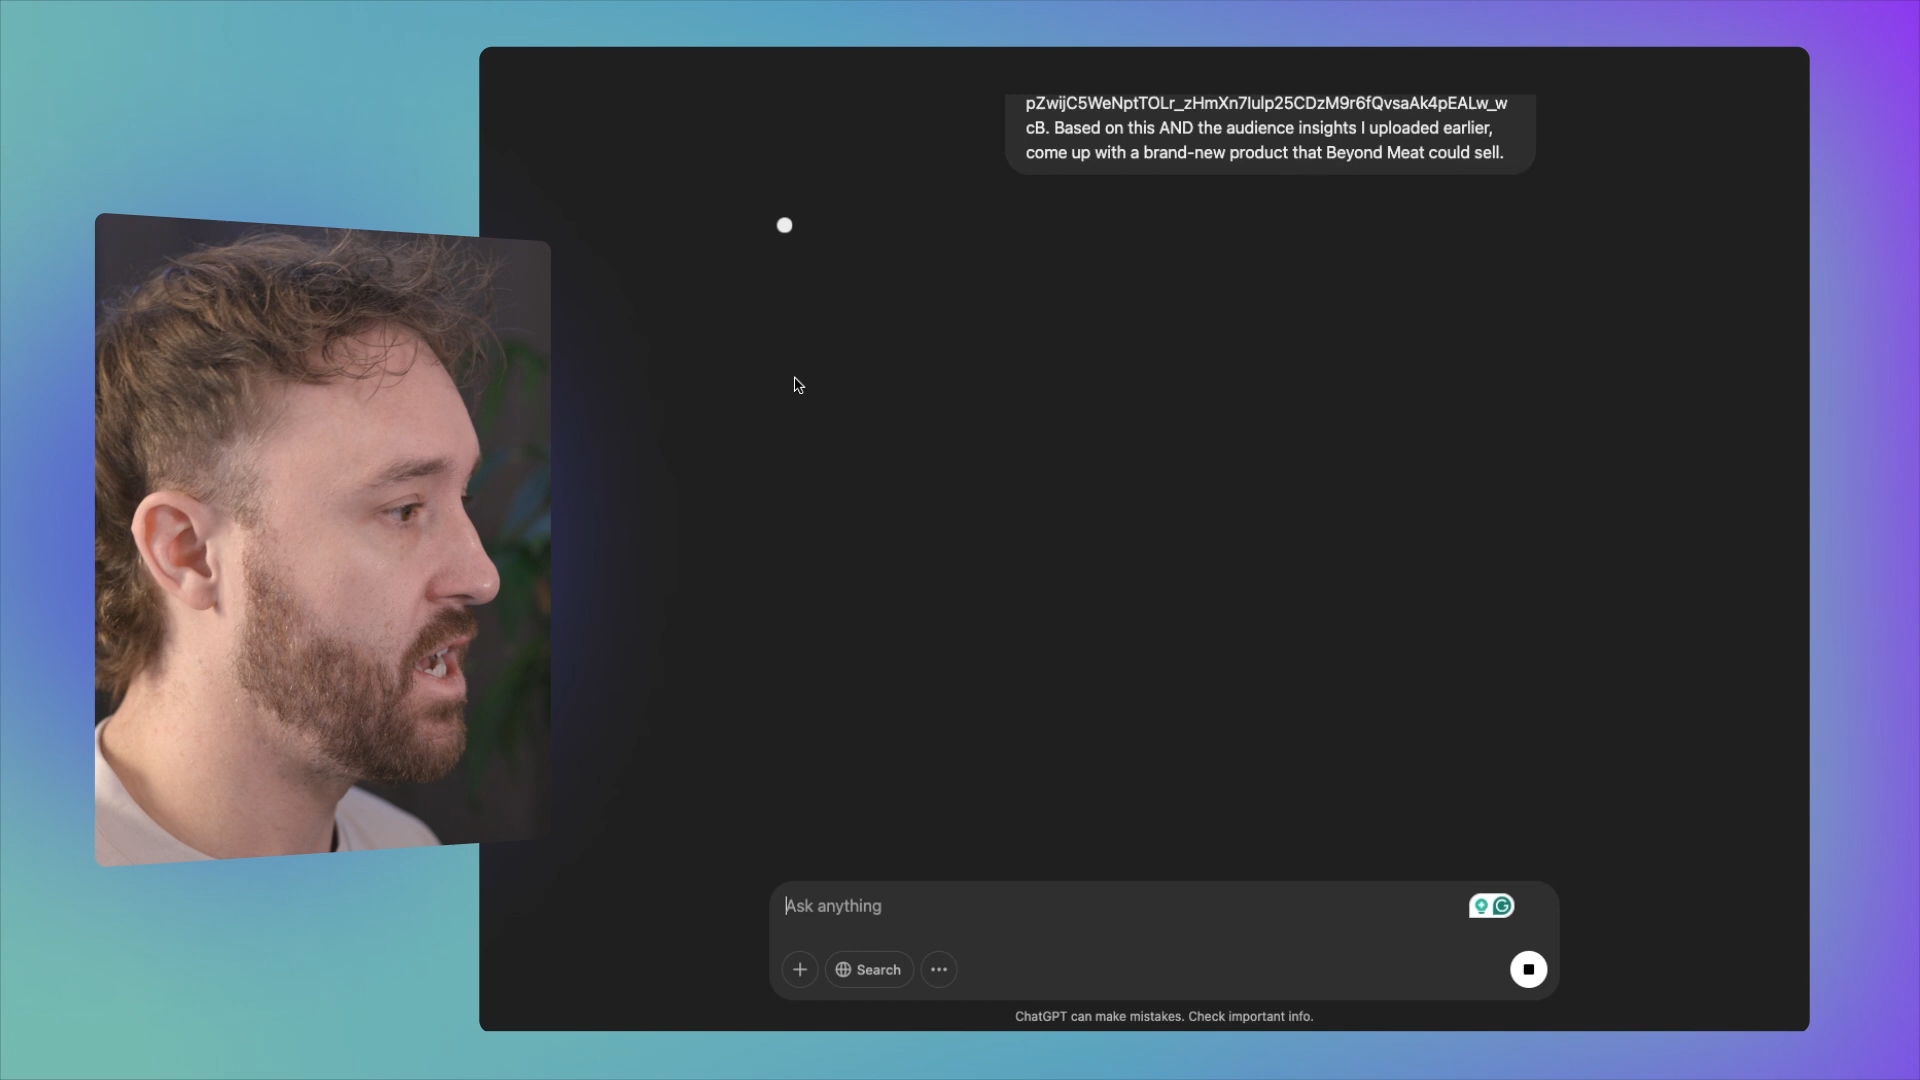 pZwijC5WeNptTOLr_zHmXn7Iulp25CDzM9r6fQvsaAk4pEALw_w
cB. Based on this AND the audience insights I uploaded earlier,
come up with a brand-new product that Beyond Meat could sell.
Ask anything
Search
ChatGPT can make mistakes. Check important info.